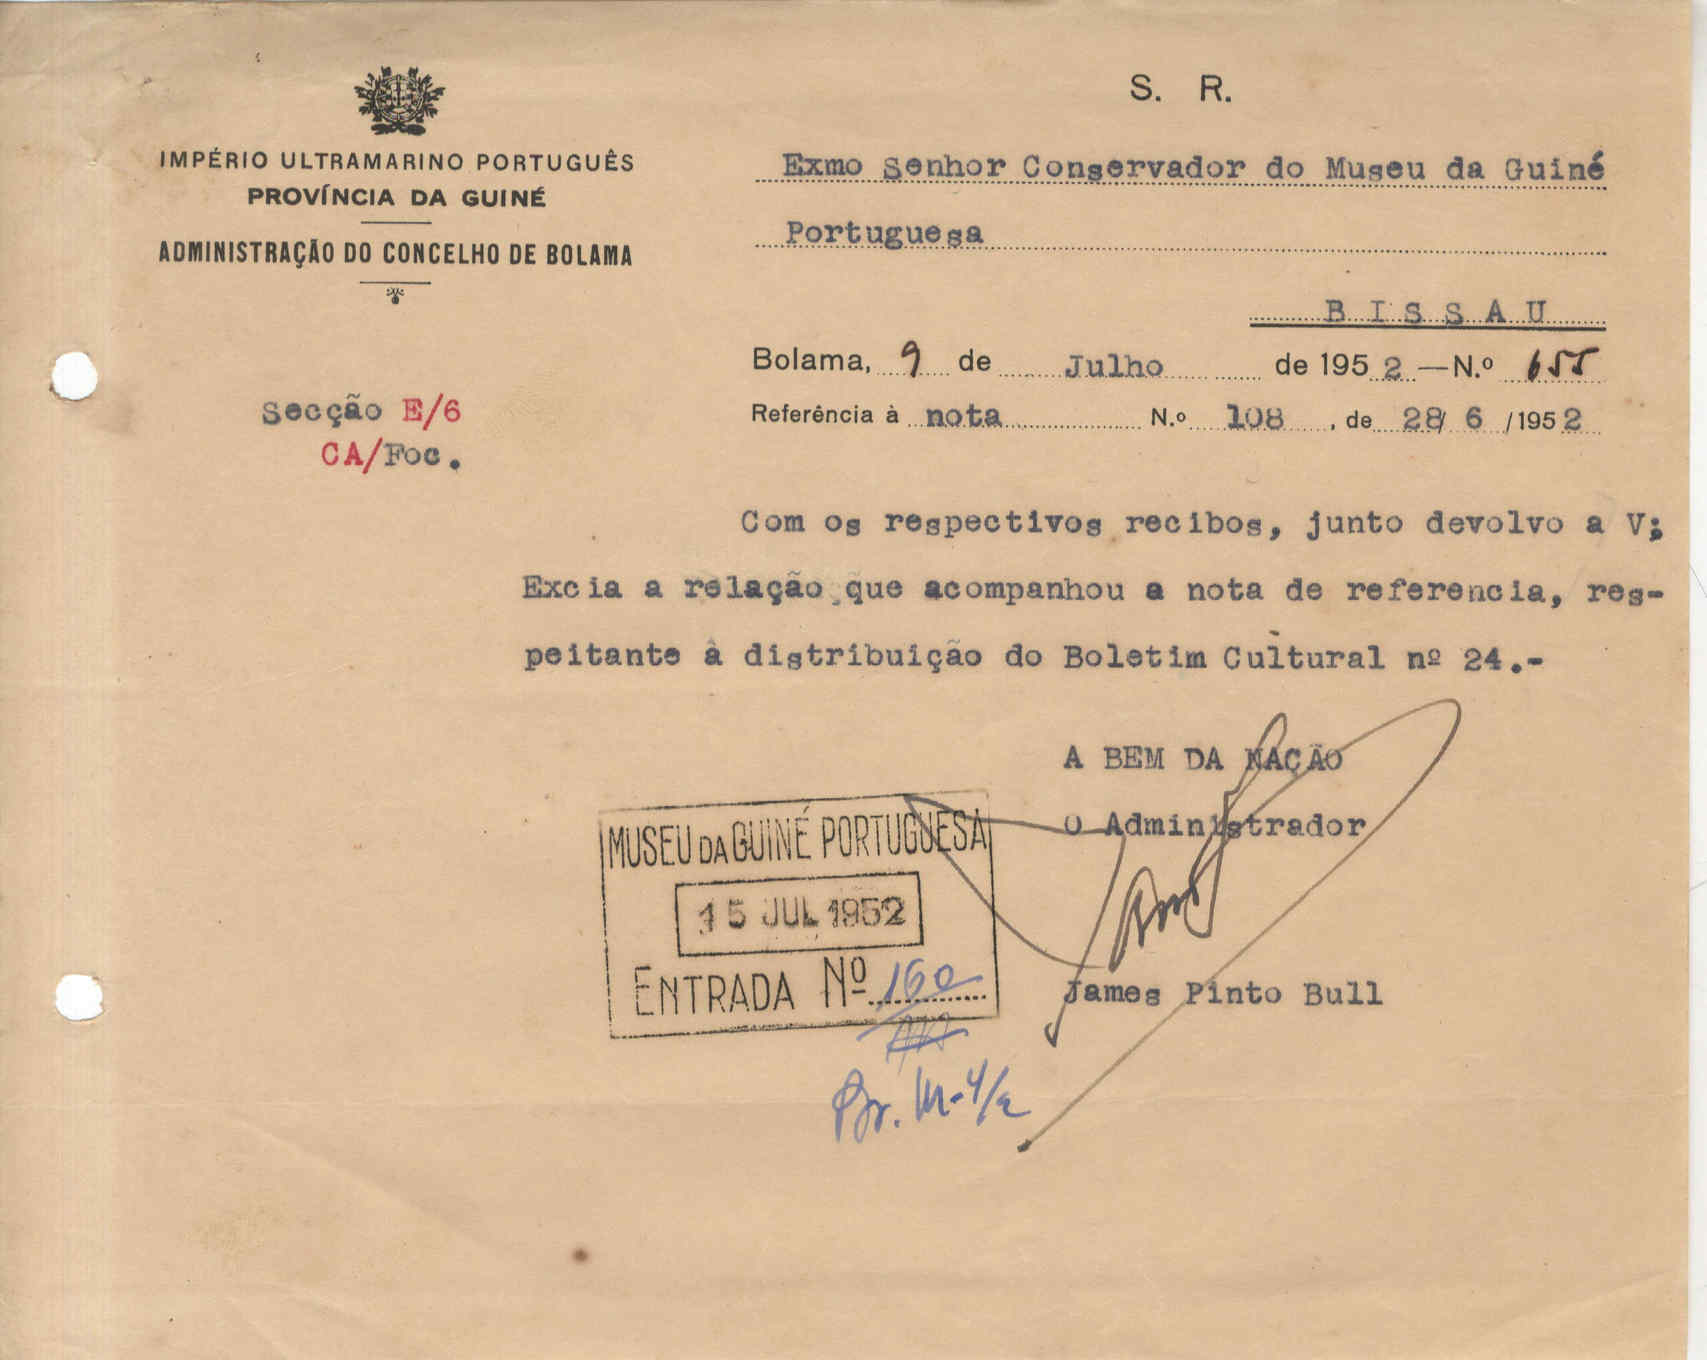 S. R.
IMPÉRIO ULTRAMARINO PORTUGUÊS
PROVÍNCIA DA GUINÉ
ADMINISTRAÇÃO DO CONCELHO DE BOLAMA
Exmo Senhor Conservador do Museu da Guiné
Portuguesa
BISSAU
Bolama, 9 de Julho de 1952 — N.º 655
Referência à nota N.º 108, de 28/6/1952
Secção E/6
CA/Foc.
Com os respectivos recibos, junto devolvo a V;
Excia a relação que acompanhou a nota de referencia, res-
peitante à distribuição do Boletim Cultural nº 24.-
A BEM DA NAÇÃO
O Administrador
James Pinto Bull
MUSEU DA GUINÉ PORTUGUESA
15 JUL 1952
ENTRADA Nº 160